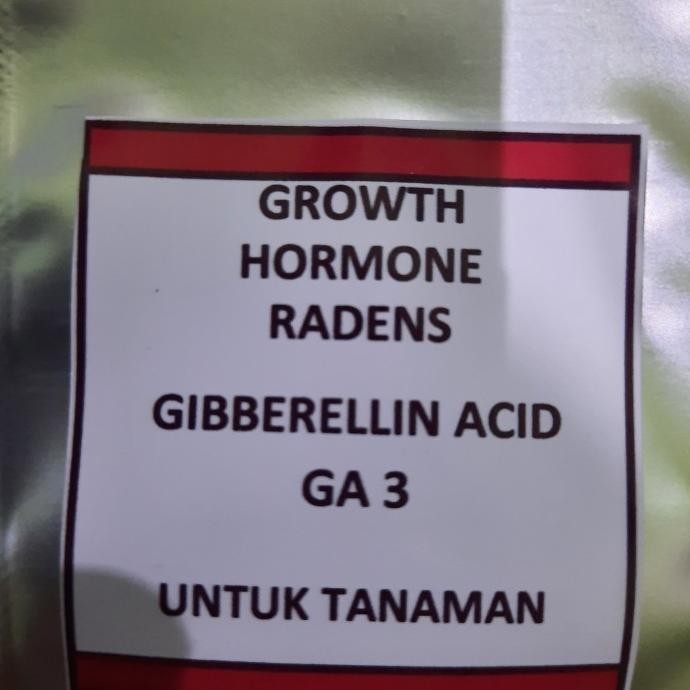 GROWTH
HORMONE
RADENS
GIBBERELLIN ACID
GA 3
UNTUK TANAMAN